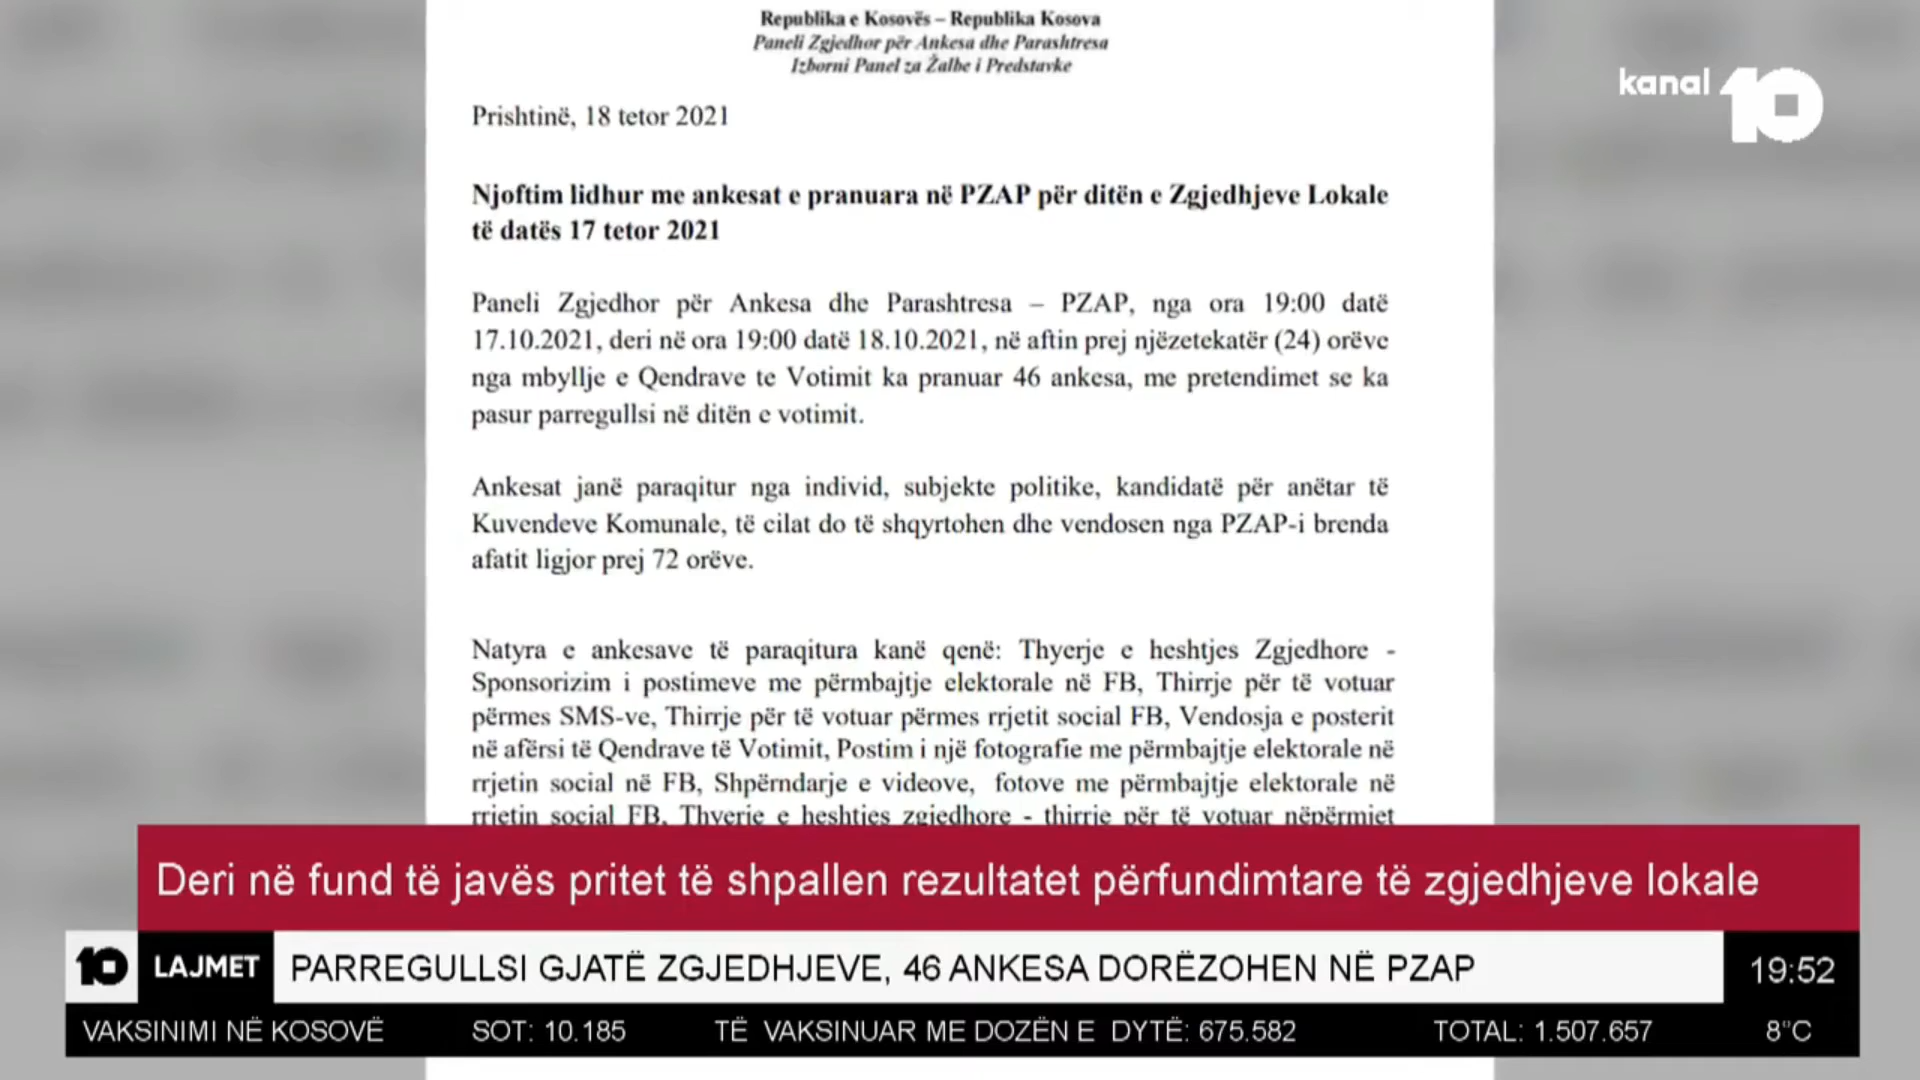 Republika e Kosovës – Republika Kosova
Paneli Zgjedhor për Ankesa dhe Parashtresa
Izborni Panel za Žalbe i Predstavke
kanal 10
Prishtinë, 18 tetor 2021
Njoftim lidhur me ankesat e pranuara në PZAP për ditën e Zgjedhjeve Lokale
të datës 17 tetor 2021
Paneli Zgjedhor për Ankesa dhe Parashtresa – PZAP, nga ora 19:00 datë
17.10.2021, deri në ora 19:00 datë 18.10.2021, në aftin prej njëzetekatër (24) orëve
nga mbyllje e Qendrave te Votimit ka pranuar 46 ankesa, me pretendimet se ka
pasur parregullsi në ditën e votimit.
Ankesat janë paraqitur nga individ, subjekte politike, kandidatë për anëtar të
Kuvendeve Komunale, të cilat do të shqyrtohen dhe vendosen nga PZAP-i brenda
afatit ligjor prej 72 orëve.
Natyra e ankesave të paraqitura kanë qenë: Thyerje e heshtjes Zgjedhore -
Sponsorizim i postimeve me përmbajtje elektorale në FB, Thirrje për të votuar
përmes SMS-ve, Thirrje për të votuar përmes rrjetit social FB, Vendosja e posterit
në afërsi të Qendrave të Votimit, Postim i një fotografie me përmbajtje elektorale në
rrjetin social në FB, Shpërndarje e videove, fotove me përmbajtje elektorale në
rrjetin social FB, Thyerje e heshtjes zgjedhore - thirrje për të votuar nëpërmjet
Deri në fund të javës pritet të shpallen rezultatet përfundimtare të zgjedhjeve lokale
10 LAJMET PARREGULLSI GJATË ZGJEDHJEVE, 46 ANKESA DORËZOHEN NË PZAP 19:52
VAKSINIMI NË KOSOVË SOT: 10.185 TË VAKSINUAR ME DOZËN E DYTË: 675.582 TOTAL: 1.507.657 8°C